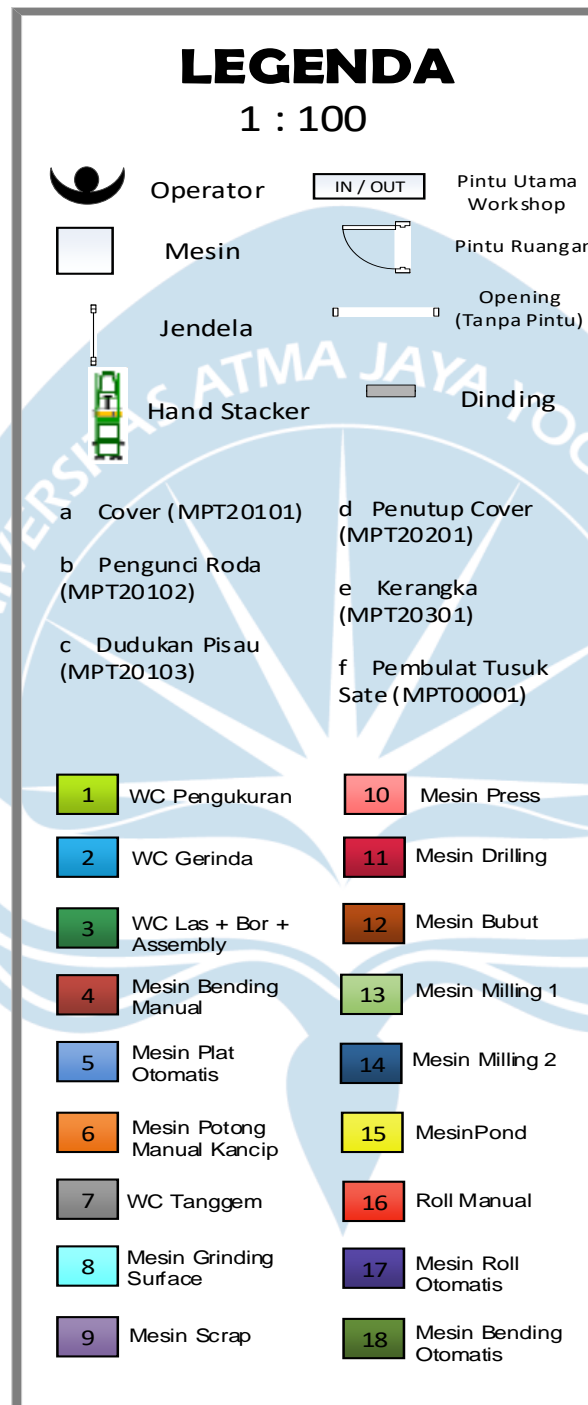 LEGENDA
1 : 100
Operator
IN / OUT
Pintu Utama
Workshop
Mesin
Pintu Ruangan
Jendela
Opening
(Tanpa Pintu)
T
Hand Stacker
Dinding
a Cover (MPT20101)
b Pengunci Roda
(MPT20102)
c Dudukan Pisau
(MPT20103)
d Penutup Cover
(MPT20201)
e Kerangka
(MPT20301)
f Pembulat Tusuk
Sate (MPT00001)
1 WC Pengukuran
2 WC Gerinda
3 WC Las + Bor +
Assembly
4 Mesin Bending
Manual
5 Mesin Plat
Otomatis
6 Mesin Potong
Manual Kancip
7 WC Tanggem
8 Mesin Grinding
Surface
9 Mesin Scrap
10 Mesin Press
11 Mesin Drilling
12 Mesin Bubut
13 Mesin Milling 1
14 Mesin Milling 2
15 MesinPond
16 Roll Manual
17 Mesin Roll
Otomatis
18 Mesin Bending
Otomatis
ATMA JAYA